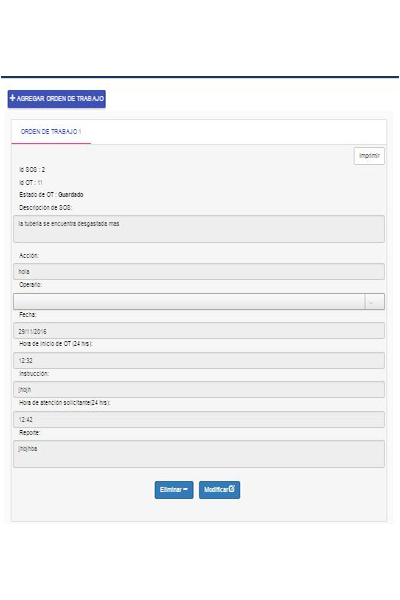 + AGREGAR ORDEN DE TRABAJO
ORDEN DE TRABAJO 1
Imprimir
Id SOS : 2
Id OT : 11
Estado de OT : Guardado
Descripción de SOS:
la tuberia se encuentra desgastada mas
Acción:
hola
Operario:
Fecha:
29/11/2016
Hora de inicio de OT (24 hrs):
12:32
Instrucción:
jhojh
Hora de atención solicitante(24 hrs):
12:42
Reporte:
jhojhba
Eliminar −
Modificar